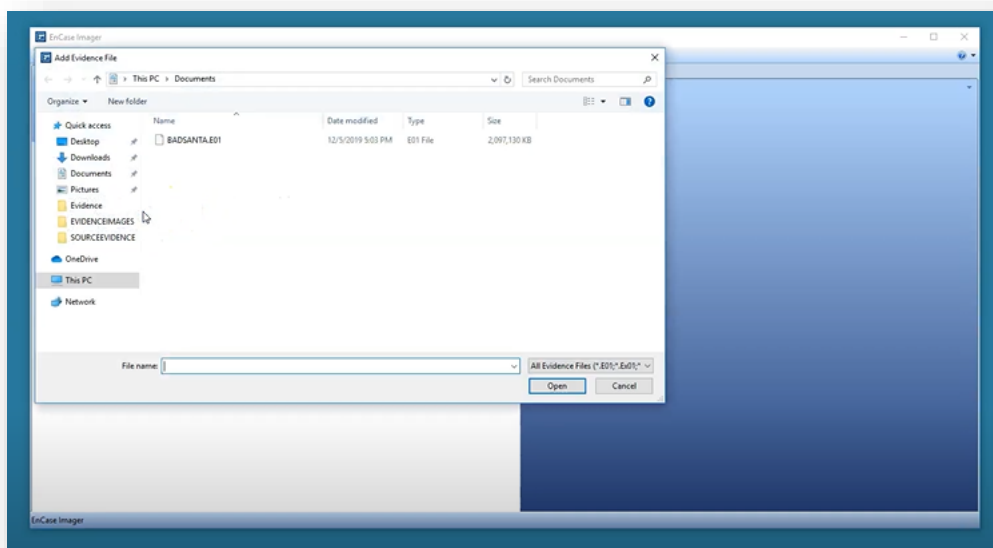 EnCase Imager
Add Evidence File
This PC > Documents
Search Documents
Organize
New folder
Name Date modified Type Size
Quick access
BADSANTA.E01 12/5/2019 5:03 PM E01 File 2,097,130 KB
Desktop
Downloads
Documents
Pictures
Evidence
EVIDENCEIMAGES
SOURCEEVIDENCE
OneDrive
This PC
Network
File name:
All Evidence Files (*.E01;*.Ex01;*
Open Cancel
EnCase Imager